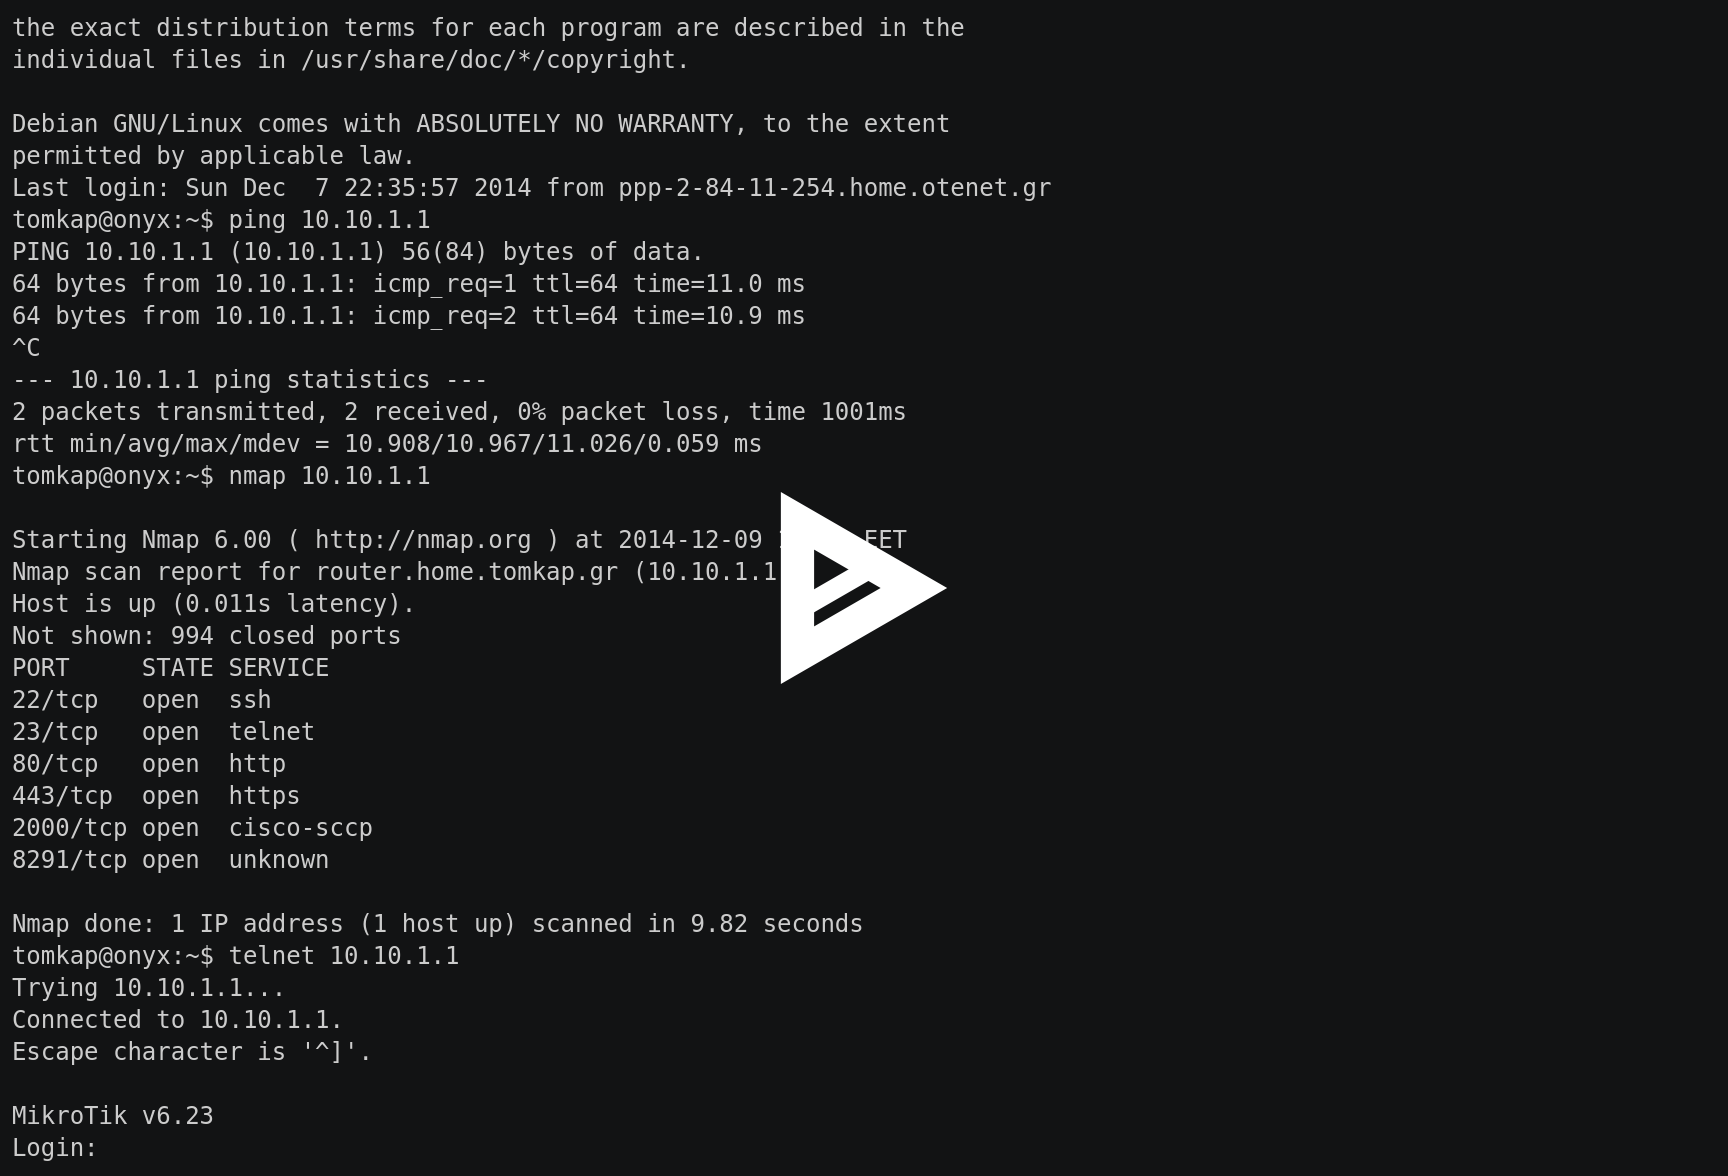 the exact distribution terms for each program are described in the
individual files in /usr/share/doc/*/copyright.
Debian GNU/Linux comes with ABSOLUTELY NO WARRANTY, to the extent
permitted by applicable law.
Last login: Sun Dec  7 22:35:57 2014 from ppp-2-84-11-254.home.otenet.gr
tomkap@onyx:~$ ping 10.10.1.1
PING 10.10.1.1 (10.10.1.1) 56(84) bytes of data.
64 bytes from 10.10.1.1: icmp_req=1 ttl=64 time=11.0 ms
64 bytes from 10.10.1.1: icmp_req=2 ttl=64 time=10.9 ms
^C
--- 10.10.1.1 ping statistics ---
2 packets transmitted, 2 received, 0% packet loss, time 1001ms
rtt min/avg/max/mdev = 10.908/10.967/11.026/0.059 ms
tomkap@onyx:~$ nmap 10.10.1.1
Starting Nmap 6.00 ( http://nmap.org ) at 2014-12-09 EET
Nmap scan report for router.home.tomkap.gr (10.10.1.1
Host is up (0.011s latency).
Not shown: 994 closed ports
PORT     STATE SERVICE
22/tcp   open  ssh
23/tcp   open  telnet
80/tcp   open  http
443/tcp  open  https
2000/tcp open  cisco-sccp
8291/tcp open  unknown
Nmap done: 1 IP address (1 host up) scanned in 9.82 seconds
tomkap@onyx:~$ telnet 10.10.1.1
Trying 10.10.1.1...
Connected to 10.10.1.1.
Escape character is '^]'.
MikroTik v6.23
Login: